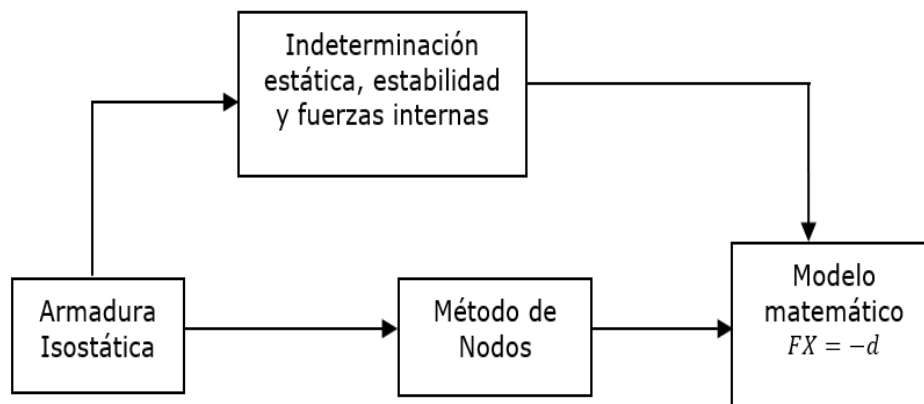 Indeterminación
estática, estabilidad
y fuerzas internas
Armadura
Isostática
Método de
Nodos
Modelo
matemático
FX = −d